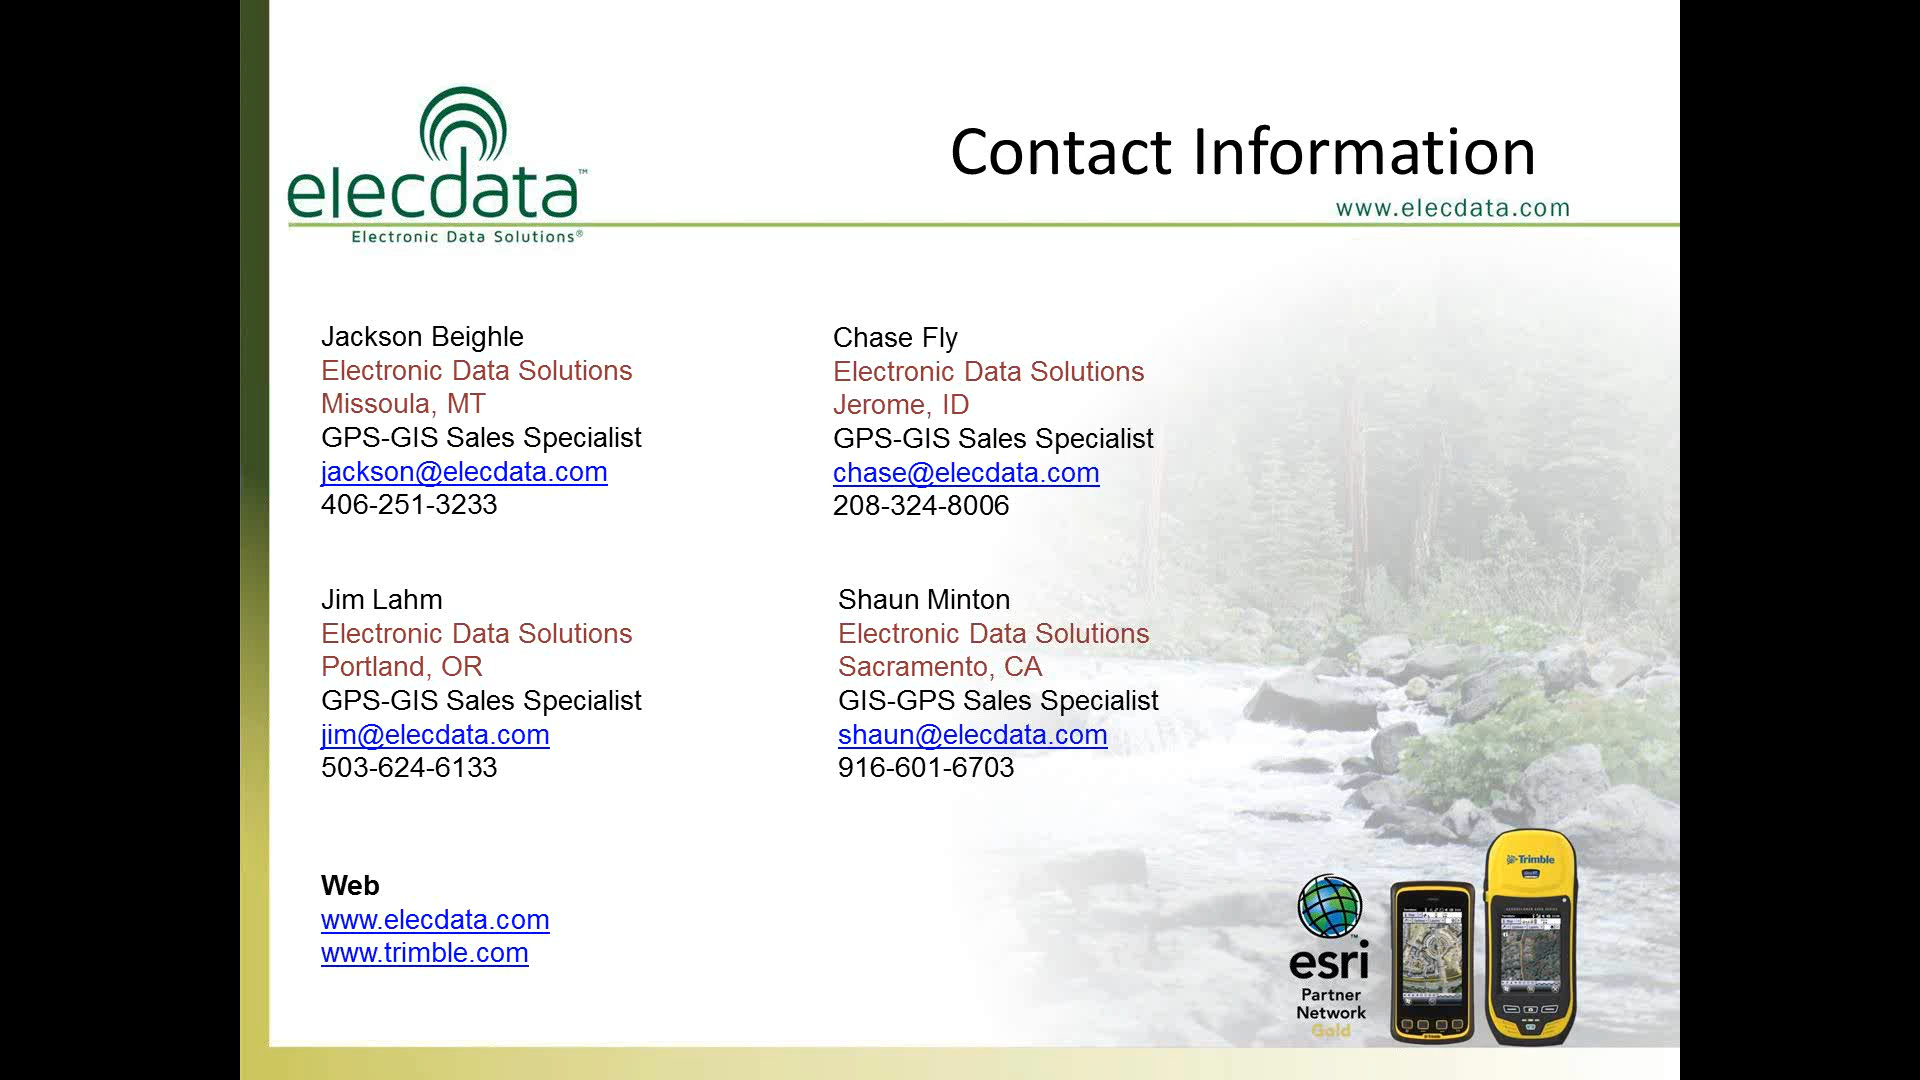 elecdata™
Electronic Data Solutions®
Contact Information
www.elecdata.com
Jackson Beighle
Electronic Data Solutions
Missoula, MT
GPS-GIS Sales Specialist
jackson@elecdata.com
406-251-3233
Chase Fly
Electronic Data Solutions
Jerome, ID
GPS-GIS Sales Specialist
chase@elecdata.com
208-324-8006
Jim Lahm
Electronic Data Solutions
Portland, OR
GPS-GIS Sales Specialist
jim@elecdata.com
503-624-6133
Shaun Minton
Electronic Data Solutions
Sacramento, CA
GIS-GPS Sales Specialist
shaun@elecdata.com
916-601-6703
Web
www.elecdata.com
www.trimble.com
esri™
Partner
Network
Gold
Trimble